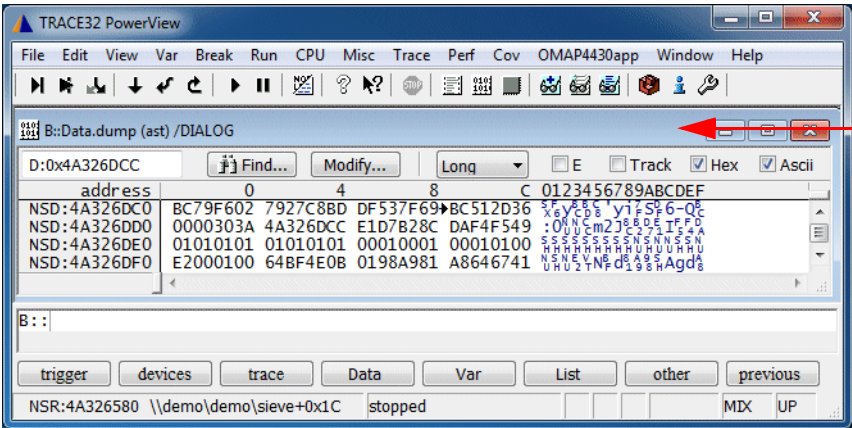 TRACE32 PowerView
File Edit View Var Break Run CPU Misc Trace Perf Cov OMAP4430app Window Help
B::Data.dump (ast) /DIALOG
D:0x4A326DCC Find... Modify... Long E Track Hex Ascii
address 0 4 8 C 0123456789ABCDEF
NSD:4A326DC0 BC79F602 7927C8BD DF537F69 BC512D36
NSD:4A326DD0 0000303A 4A326DCC E1D7B28C DAF4F549
NSD:4A326DE0 01010101 01010101 00010001 00010100
NSD:4A326DF0 E2000100 64BF4E0B 0198A981 A8646741
B::
trigger devices trace Data Var List other previous
NSR:4A326580 \\demo\demo\sieve+0x1C stopped MIX UP